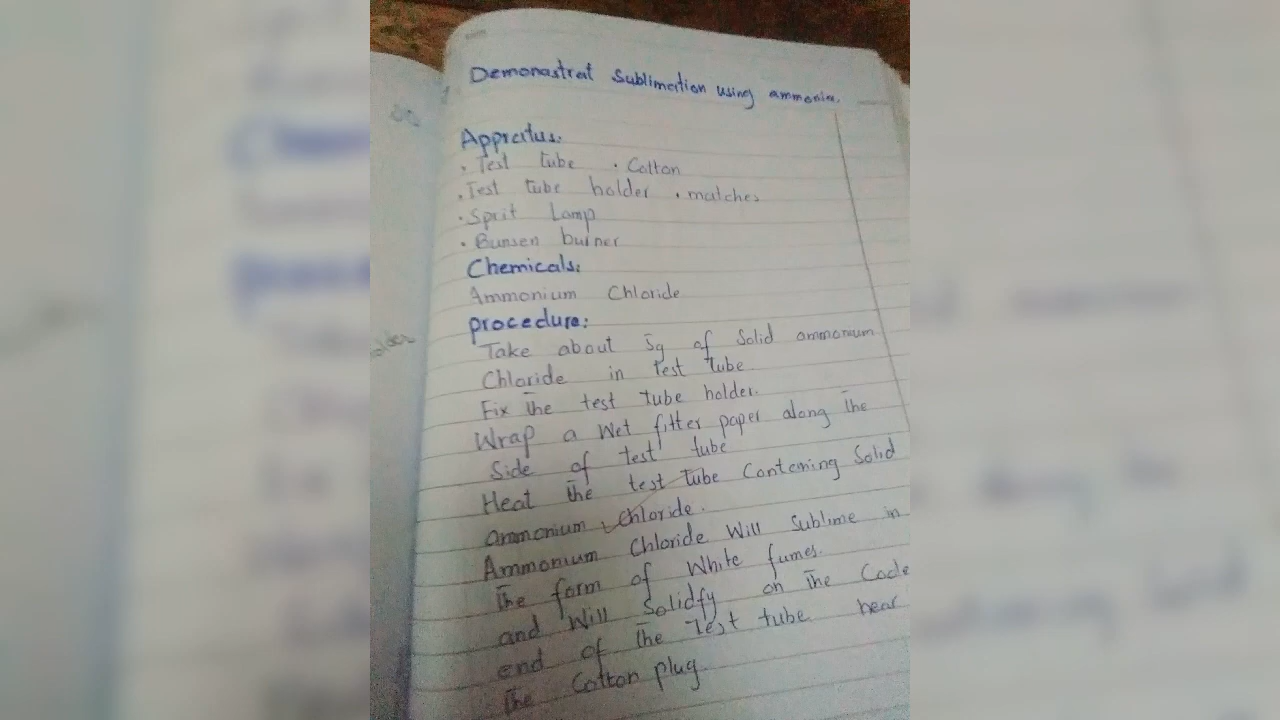 Demonastrat Sublimation using ammonia.
Appratus:
. Test tube . Cotton
. Test tube holder . matches
. Sprit Lamp
. Bunsen burner
Chemicals:
Ammonium Chloride
procedure:
Take about 5g of Solid ammonium
Chloride in test tube.
Fix the test tube holder.
Wrap a Wet filter paper along the
Side of test tube
Heat the test tube Contening Solid
ammonium chloride.
Ammonium Chloride Will Sublime in
the form of White fumes.
and Will Solidfy on the Code
end of the test tube near
the Cotton plug.